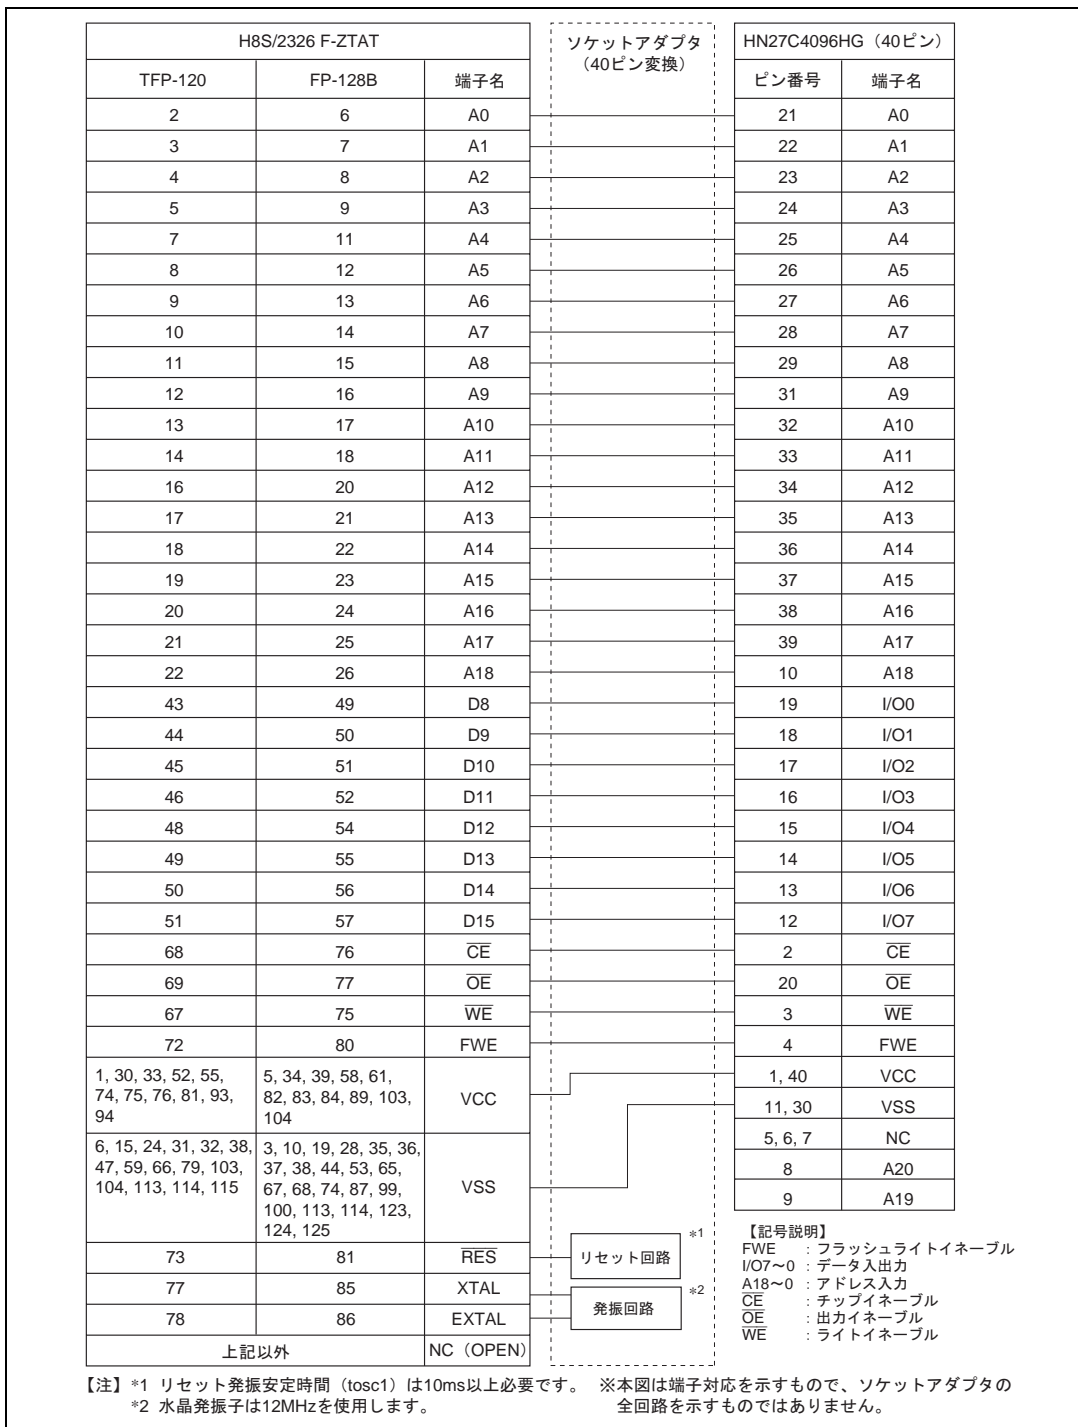 H8S/2326 F-ZTAT ソケットアダプタ HN27C4096HG（40ピン）
（40ピン変換）
TFP-120 FP-128B 端子名 ピン番号 端子名
2 6 A0 21 A0
3 7 A1 22 A1
4 8 A2 23 A2
5 9 A3 24 A3
7 11 A4 25 A4
8 12 A5 26 A5
9 13 A6 27 A6
10 14 A7 28 A7
11 15 A8 29 A8
12 16 A9 31 A9
13 17 A10 32 A10
14 18 A11 33 A11
16 20 A12 34 A12
17 21 A13 35 A13
18 22 A14 36 A14
19 23 A15 37 A15
20 24 A16 38 A16
21 25 A17 39 A17
22 26 A18 10 A18
43 49 D8 19 I/O0
44 50 D9 18 I/O1
45 51 D10 17 I/O2
46 52 D11 16 I/O3
48 54 D12 15 I/O4
49 55 D13 14 I/O5
50 56 D14 13 I/O6
51 57 D15 12 I/O7
68 76 C̅E̅ 2 C̅E̅
69 77 O̅E̅ 20 O̅E̅
67 75 W̅E̅ 3 W̅E̅
72 80 FWE 4 FWE
1, 30, 33, 52, 55,
74, 75, 76, 81, 93,
94
5, 34, 39, 58, 61,
82, 83, 84, 89, 103,
104
VCC
1, 40 VCC
11, 30 VSS
5, 6, 7 NC
8 A20
9 A19
6, 15, 24, 31, 32, 38,
47, 59, 66, 79, 103,
104, 113, 114, 115
3, 10, 19, 28, 35, 36,
37, 38, 44, 53, 65,
67, 68, 74, 87, 99,
100, 113, 114, 123,
124, 125
VSS
73 81 R̅E̅S̅ リセット回路 *1
77 85 XTAL 発振回路 *2
78 86 EXTAL
上記以外 NC（OPEN）
【記号説明】
FWE ：フラッシュライトイネーブル
I/O7～0 ：データ入出力
A18～0 ：アドレス入力
C̅E̅ ：チップイネーブル
O̅E̅ ：出力イネーブル
W̅E̅ ：ライトイネーブル
【注】*1 リセット発振安定時間（tosc1）は10ms以上必要です。
*2 水晶発振子は12MHzを使用します。
※本図は端子対応を示すもので、ソケットアダプタの
全回路を示すものではありません。